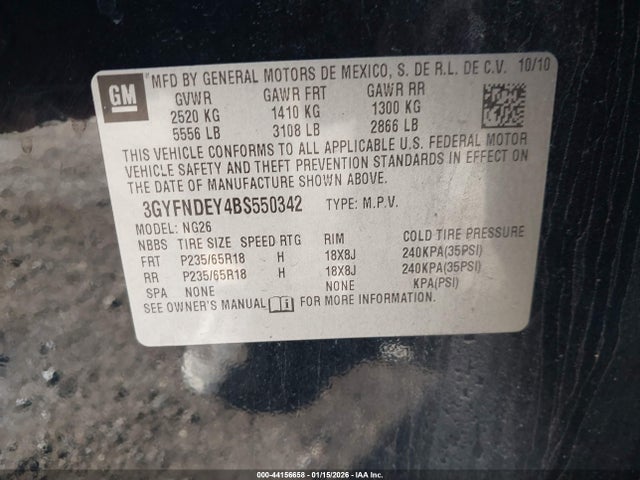 GM
MFD BY GENERAL MOTORS DE MEXICO, S. DE R.L. DE C.V. 10/10
GVWR GAWR FRT GAWR RR
2520 KG 1410 KG 1300 KG
5556 LB 3108 LB 2866 LB
THIS VEHICLE CONFORMS TO ALL APPLICABLE U.S. FEDERAL MOTOR
VEHICLE SAFETY AND THEFT PREVENTION STANDARDS IN EFFECT ON
THE DATE OF MANUFACTURE SHOWN ABOVE.
3GYFNDEY4BS550342 TYPE: M.P.V.
MODEL: NG26
NBBS TIRE SIZE SPEED RTG RIM COLD TIRE PRESSURE
FRT P235/65R18 H 18X8J 240KPA(35PSI)
RR P235/65R18 H 18X8J 240KPA(35PSI)
SPA NONE NONE KPA(PSI)
SEE OWNER'S MANUAL FOR MORE INFORMATION.
000-44156658 - 01/15/2026 - IAA Inc.